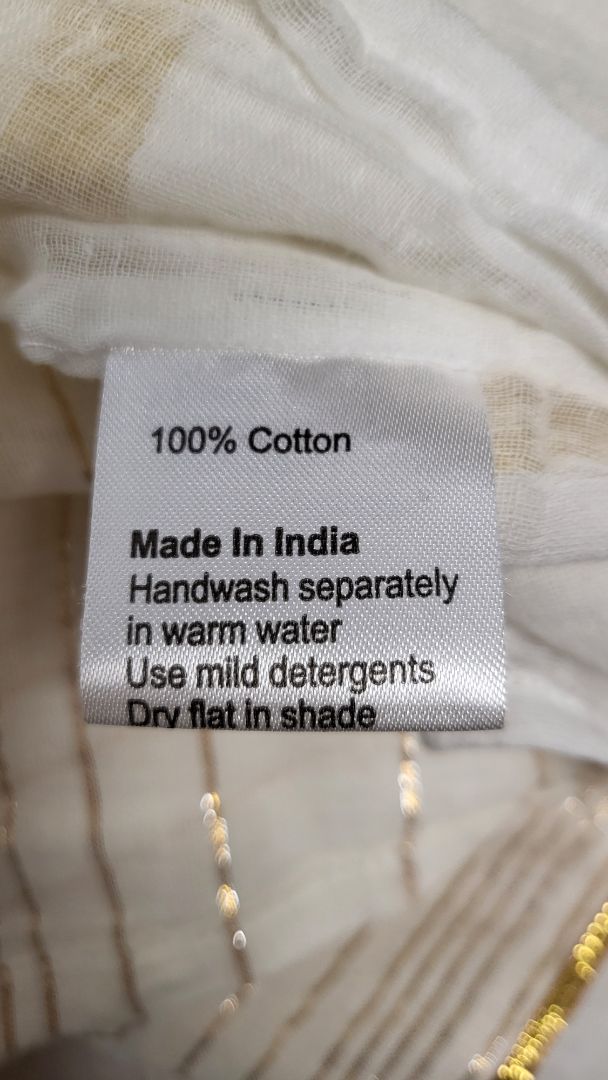 100% Cotton
Made In India
Handwash separately
in warm water
Use mild detergents
Dry flat in shade